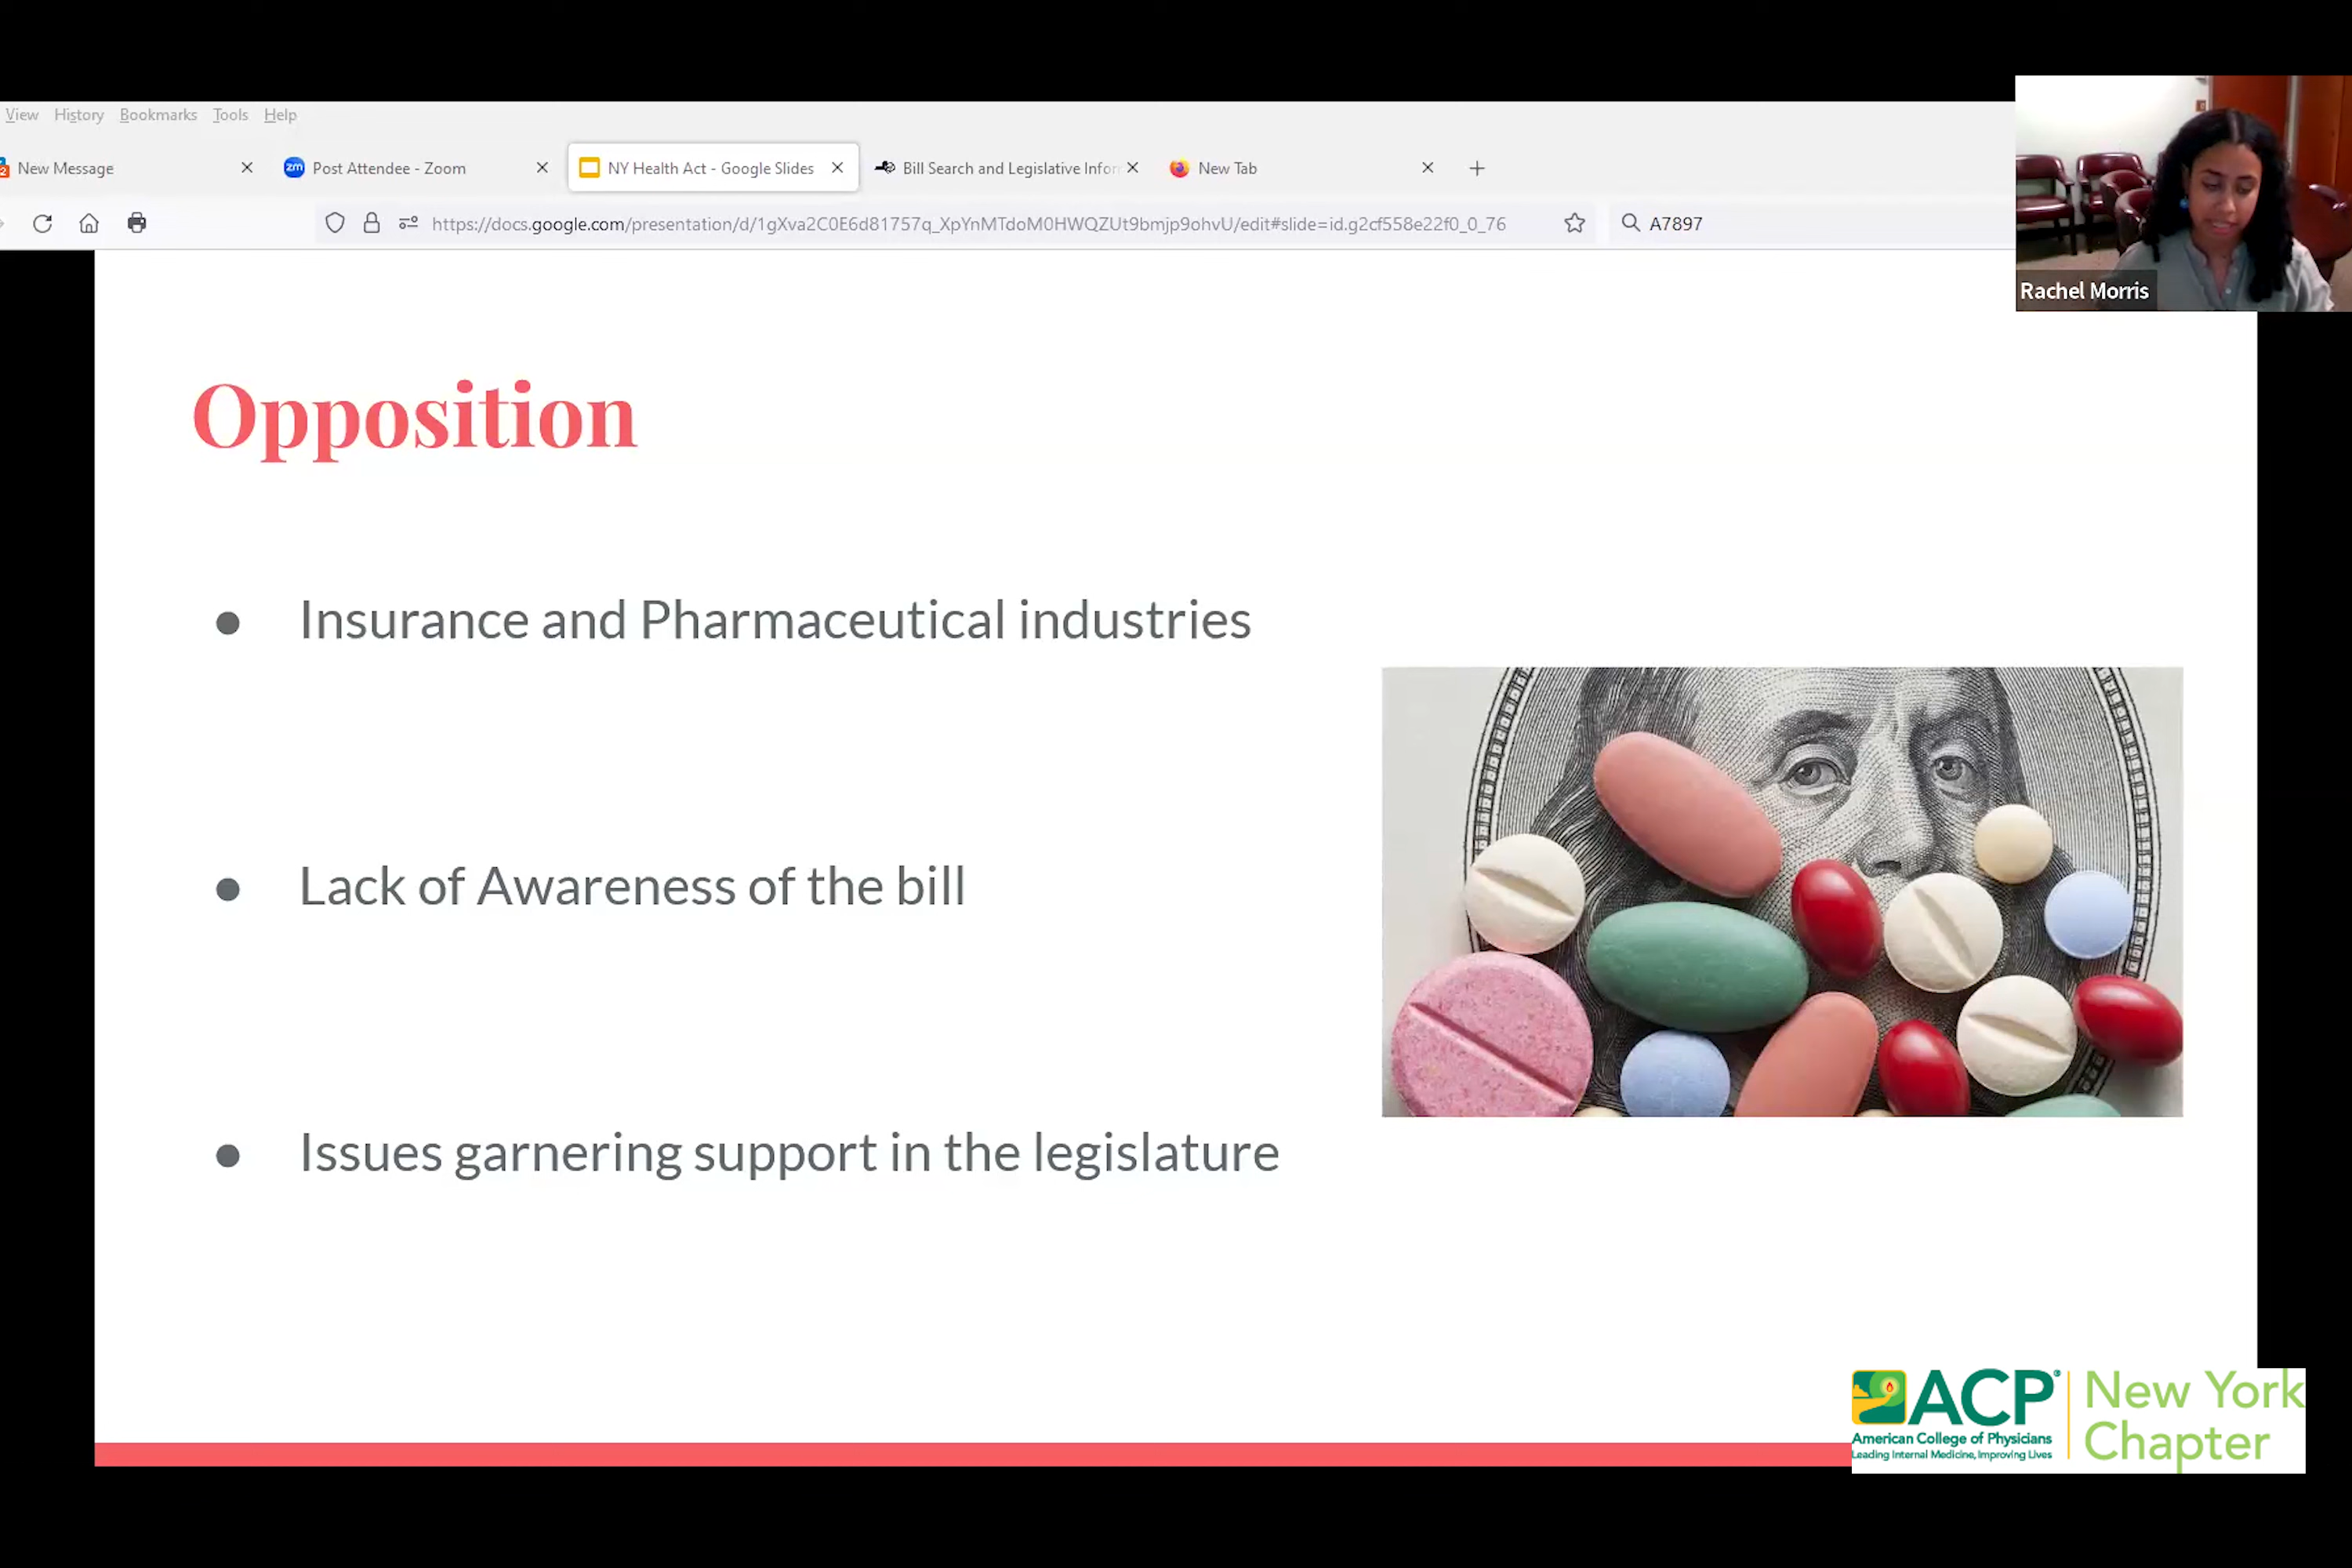 View History Bookmarks Tools Help
New Message
zm Post Attendee - Zoom
NY Health Act - Google Slides
Bill Search and Legislative Infor
New Tab
https://docs.google.com/presentation/d/1gXva2C0E6d81757q_XpYnMTdoM0HWQZUt9bmjp9ohvU/edit#slide=id.g2cf558e22f0_0_76
A7897
Rachel Morris
Opposition
● Insurance and Pharmaceutical industries
● Lack of Awareness of the bill
● Issues garnering support in the legislature
ACP®
American College of Physicians
Leading Internal Medicine, Improving Lives
New York
Chapter